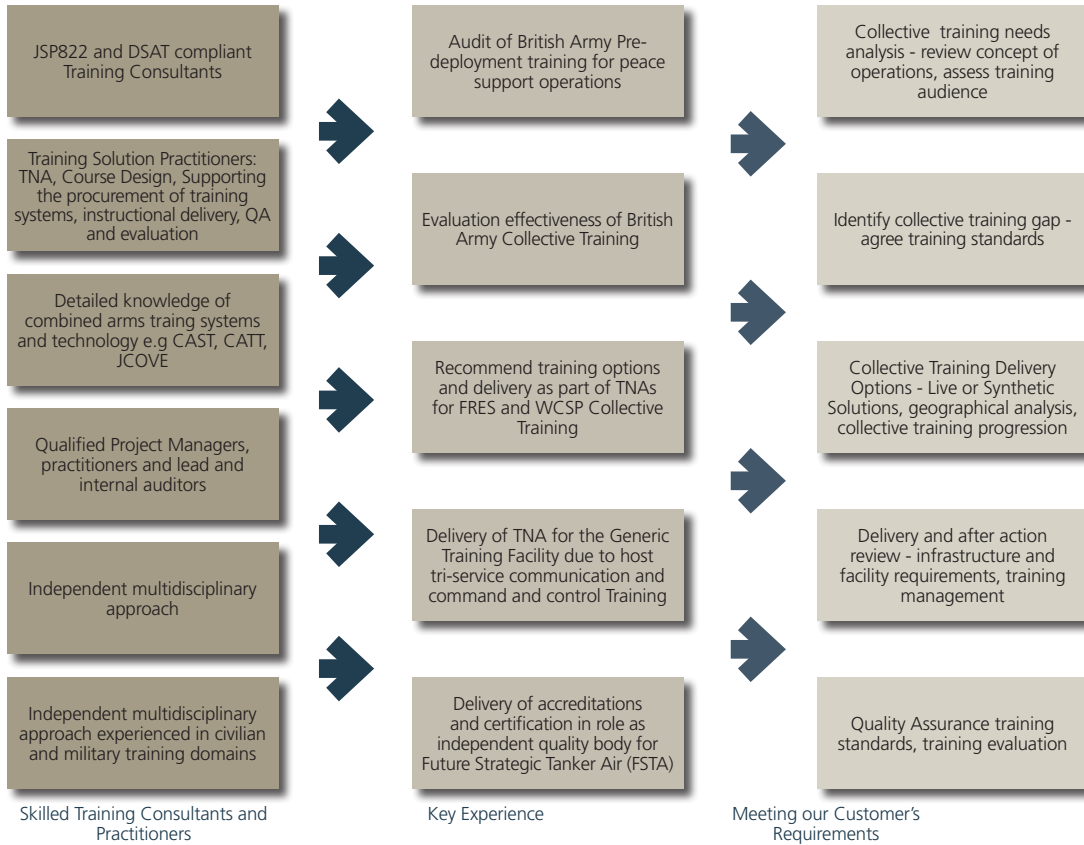 JSP822 and DSAT compliant
Training Consultants
Training Solution Practitioners:
TNA, Course Design, Supporting
the procurement of training
systems, instructional delivery, QA
and evaluation
Detailed knowledge of
combined arms traing systems
and technology e.g CAST, CATT,
JCOVE
Qualified Project Managers,
practitioners and lead and
internal auditors
Independent multidisciplinary
approach
Independent multidisciplinary
approach experienced in civilian
and military training domains
Skilled Training Consultants and
Practitioners
Audit of British Army Pre-
deployment training for peace
support operations
Evaluation effectiveness of British
Army Collective Training
Recommend training options
and delivery as part of TNAs
for FRES and WCSP Collective
Training
Delivery of TNA for the Generic
Training Facility due to host
tri-service communication and
command and control Training
Delivery of accreditations
and certification in role as
independent quality body for
Future Strategic Tanker Air (FSTA)
Key Experience
Collective training needs
analysis - review concept of
operations, assess training
audience
Identify collective training gap -
agree training standards
Collective Training Delivery
Options - Live or Synthetic
Solutions, geographical analysis,
collective training progression
Delivery and after action
review - infrastructure and
facility requirements, training
management
Quality Assurance training
standards, training evaluation
Meeting our Customer's
Requirements